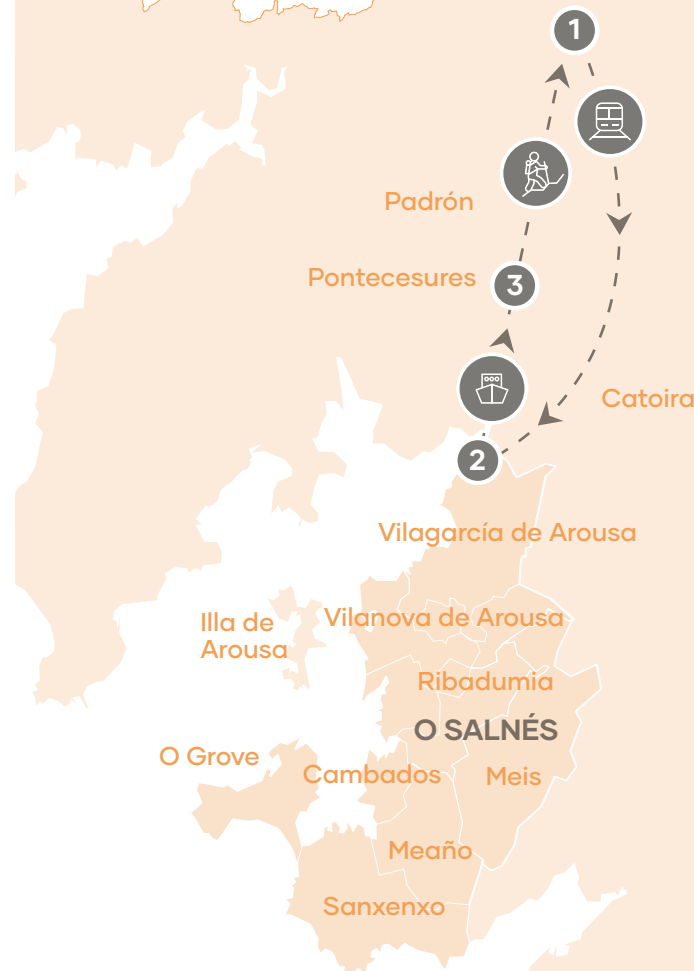 1
Padrón
Pontecesures
3
Catoira
2
Vilagarcía de Arousa
Illa de
Arousa
Vilanova de Arousa
Ribadumia
O SALNÉS
O Grove
Cambados
Meis
Meaño
Sanxenxo